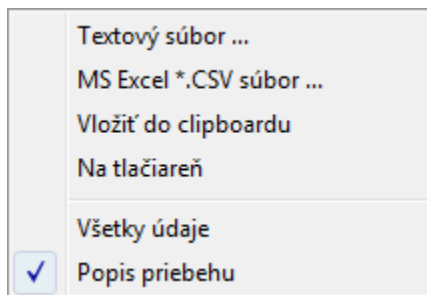 Textový súbor ...
MS Excel *.CSV súbor ...
Vložiť do clipboardu
Na tlačiareň
Všetky údaje
Popis priebehu